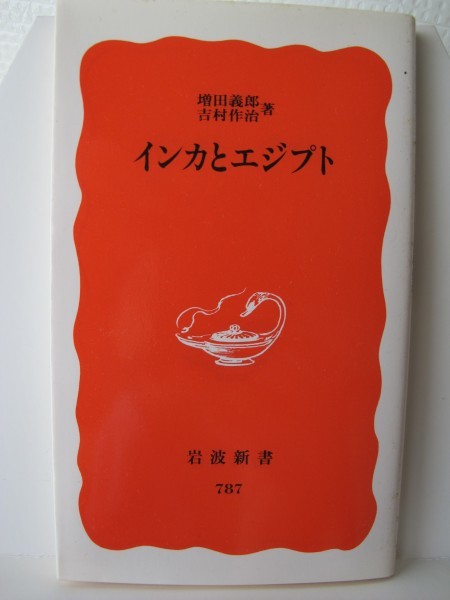 増田義郎
吉村作治 著
インカとエジプト
岩波新書
787